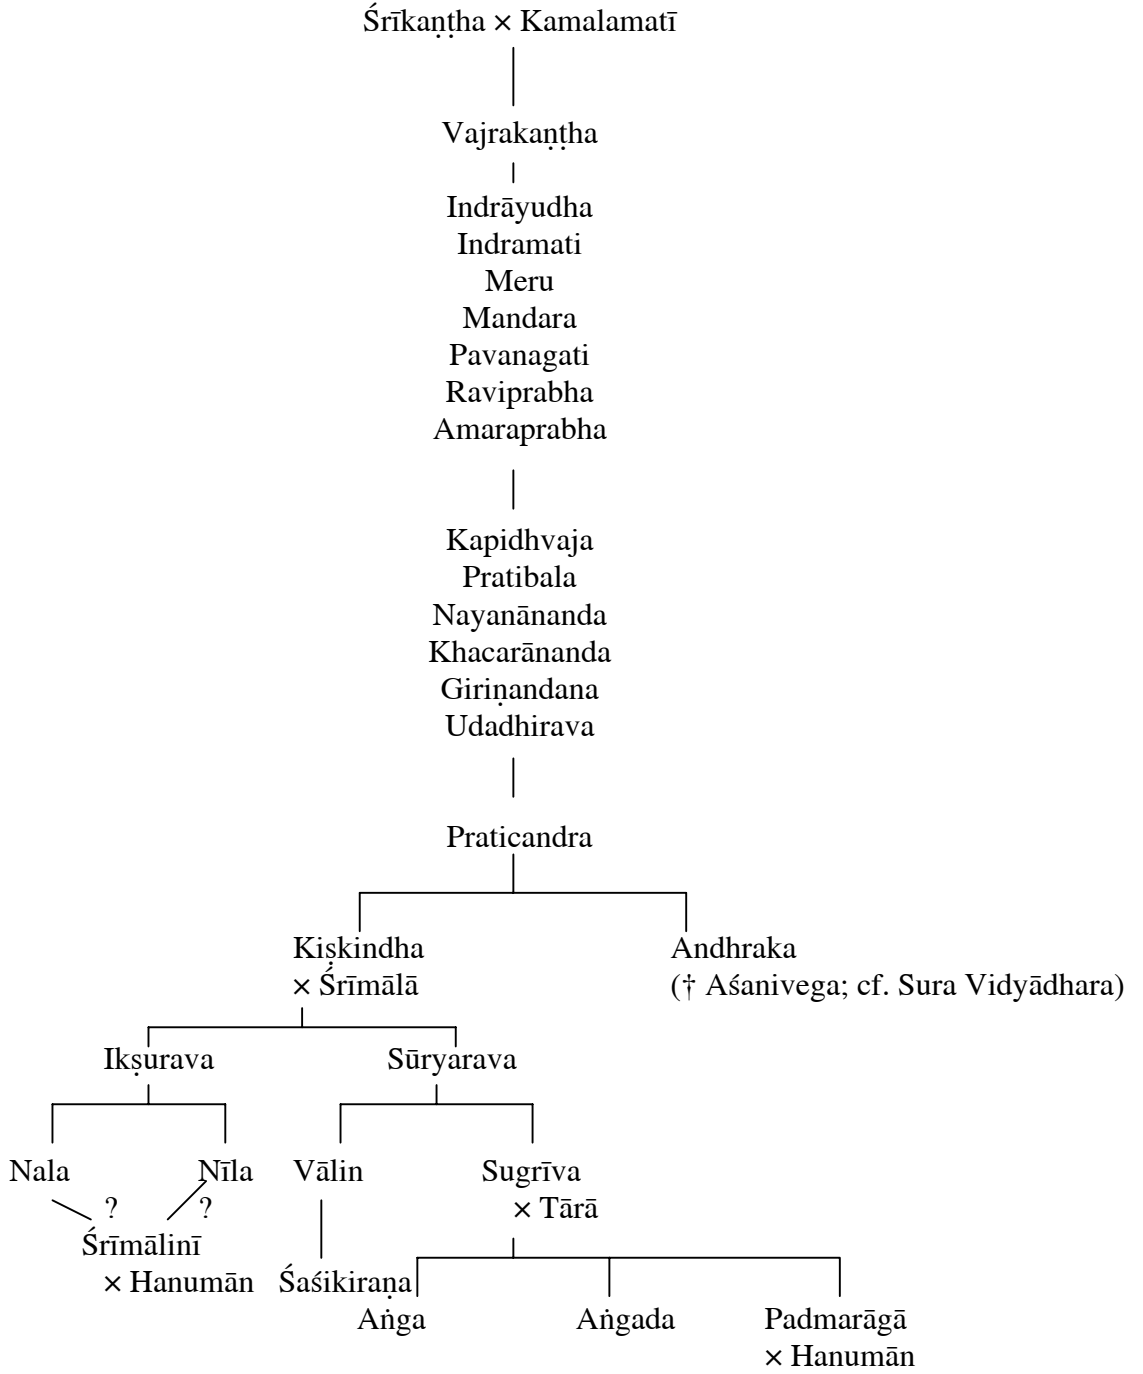 Śrīkaṇṭha × Kamalamatī
Vajrakaṇṭha
Indrāyudha
Indramati
Meru
Mandara
Pavanagati
Raviprabha
Amaraprabha
Kapidhvaja
Pratibala
Nayanānanda
Khacarānanda
Giriṇandana
Udadhirava
Praticandra
Kiṣkindha Andhraka
× Śrīmālā († Aśanivega; cf. Sura Vidyādhara)
Ikṣurava Sūryarava
Nala Nīla Vālin Sugrīva
? ? × Tārā
Śrīmālinī
× Hanumān Śaśikiraṇa
Aṅga Aṅgada Padmarāgā
× Hanumān